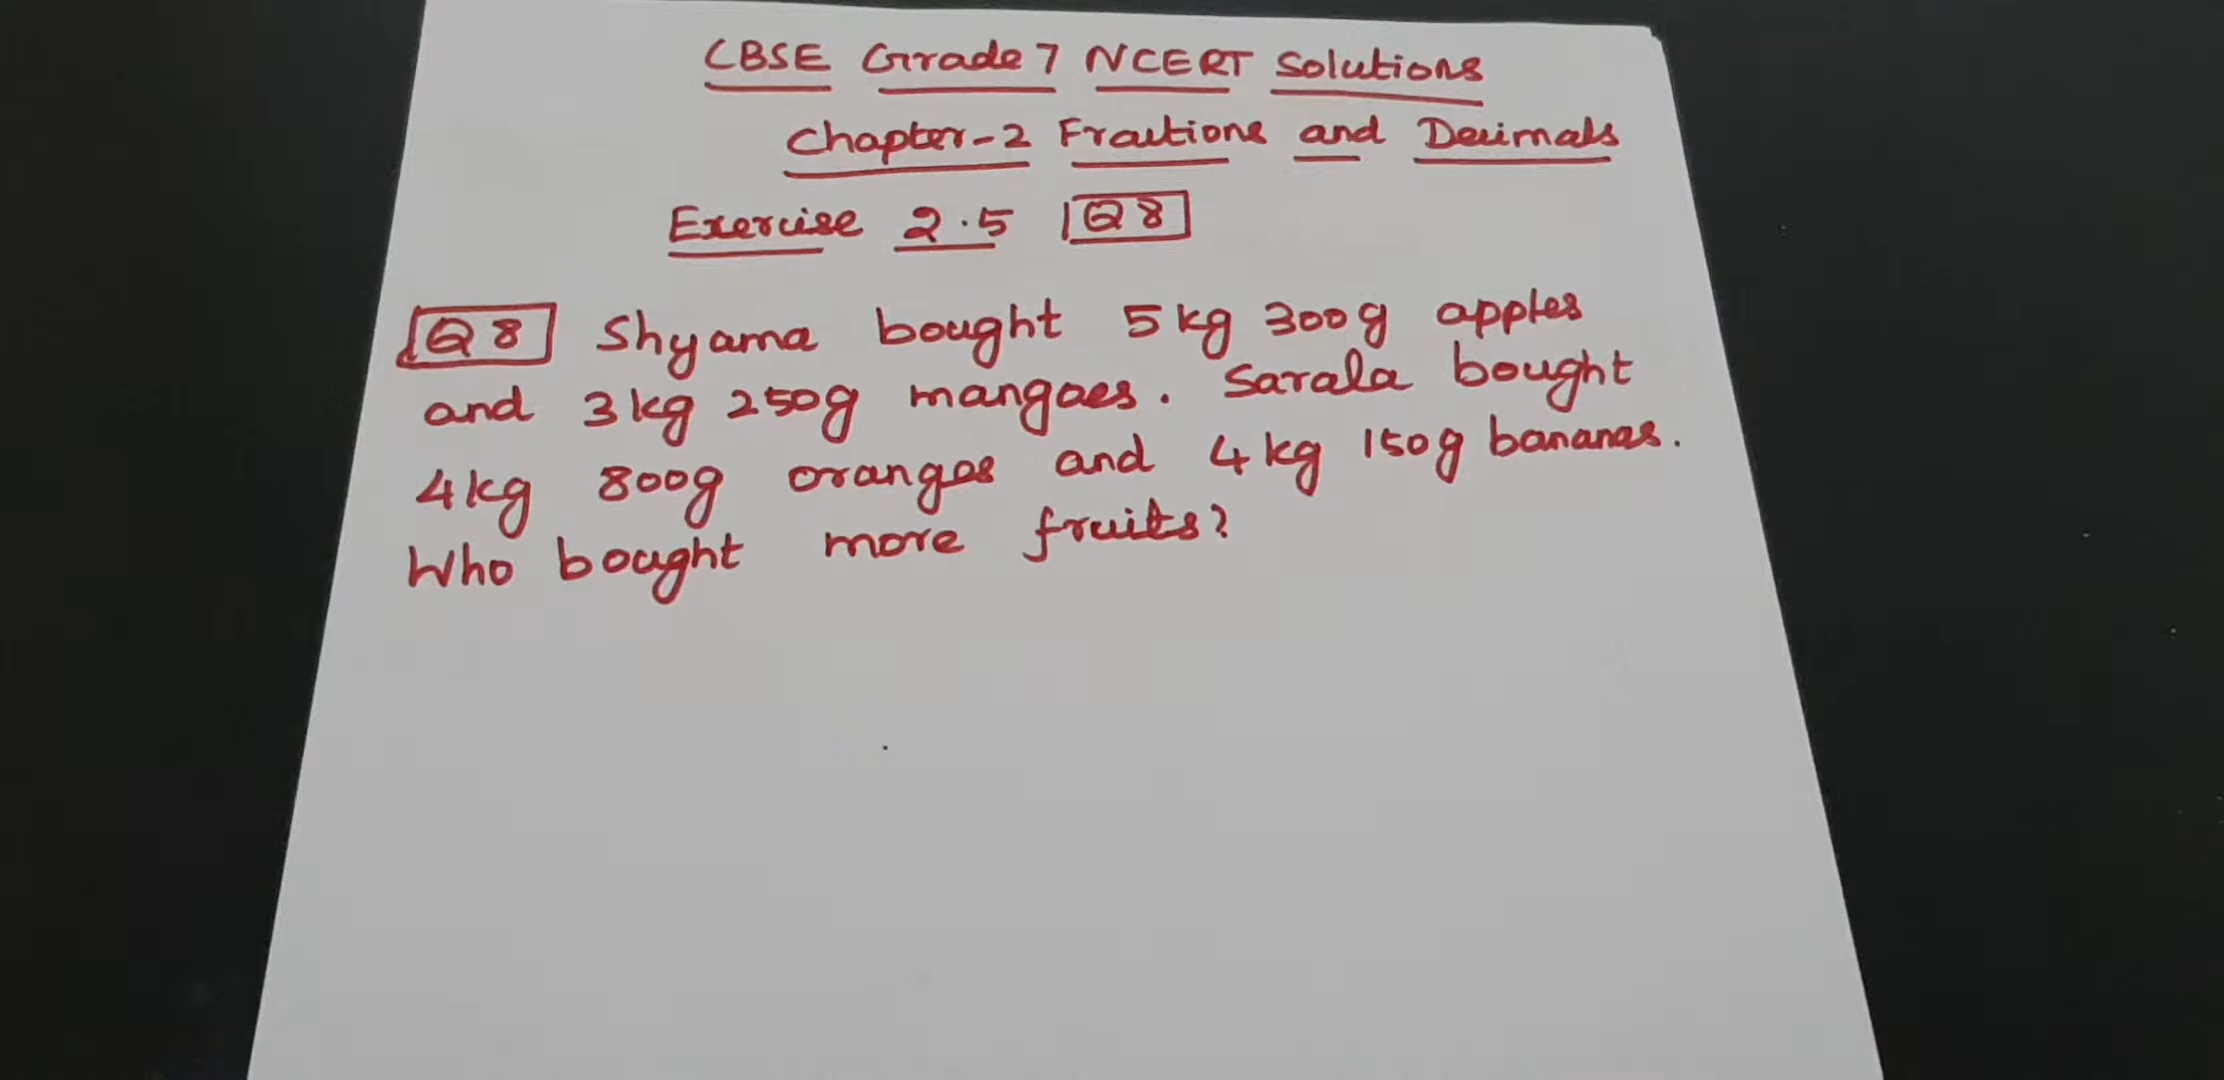 CBSE Grade 7 NCERT Solutions
Chapter-2 Fractions and Decimals
Exercise 2.5 Q8
Q8 Shyama bought 5kg 300g apples
and 3kg 250g mangoes. Sarala bought
4kg 800g oranges and 4kg 150g bananas.
Who bought more fruits?